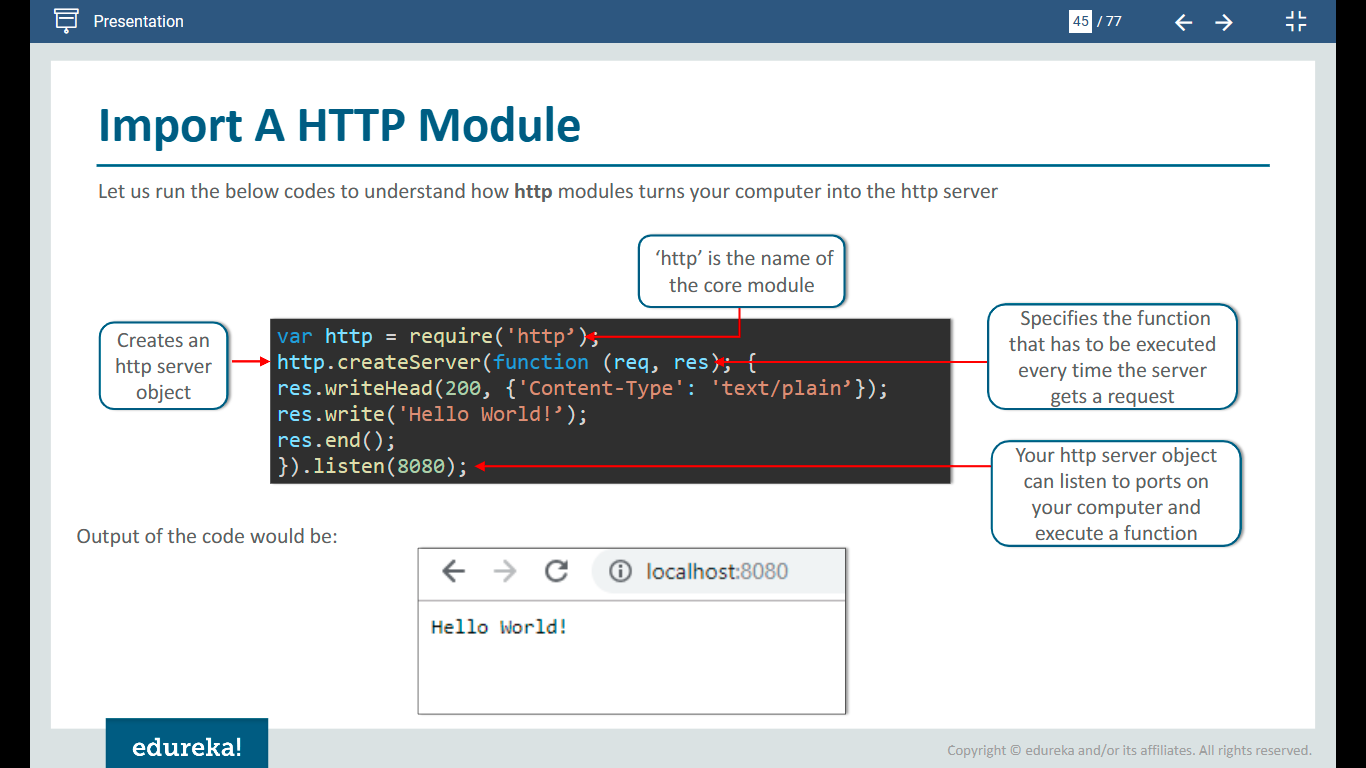 Presentation
45 / 77
Import A HTTP Module
Let us run the below codes to understand how http modules turns your computer into the http server
‘http’ is the name of
the core module
Creates an
http server
object
var http = require('http’);
http.createServer(function (req, res); {
res.writeHead(200, {'Content-Type': 'text/plain’});
res.write('Hello World!’);
res.end();
}).listen(8080);
Specifies the function
that has to be executed
every time the server
gets a request
Your http server object
can listen to ports on
your computer and
execute a function
Output of the code would be:
localhost:8080
Hello World!
edureka!
Copyright © edureka and/or its affiliates. All rights reserved.